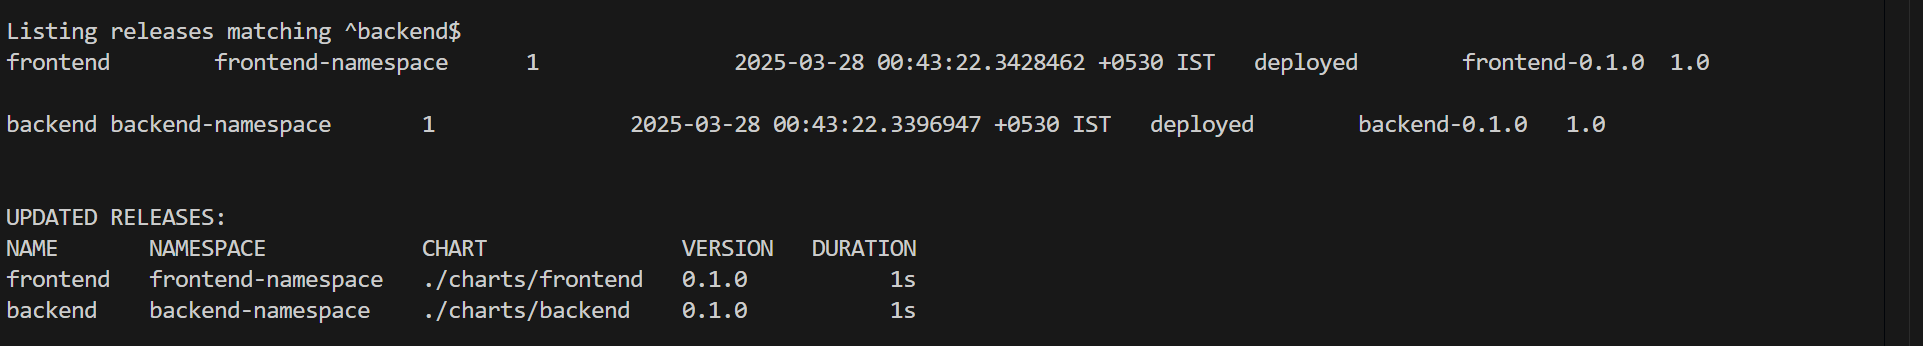 Listing releases matching ^backend$
frontend        frontend-namespace      1               2025-03-28 00:43:22.3428462 +0530 IST   deployed        frontend-0.1.0  1.0
backend backend-namespace       1               2025-03-28 00:43:22.3396947 +0530 IST   deployed        backend-0.1.0   1.0
UPDATED RELEASES:
NAME       NAMESPACE            CHART               VERSION   DURATION
frontend   frontend-namespace   ./charts/frontend   0.1.0           1s
backend    backend-namespace    ./charts/backend    0.1.0           1s